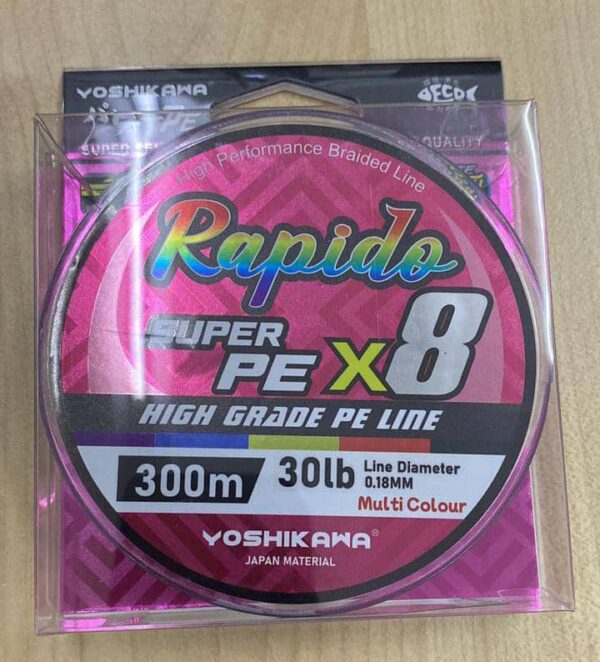 YOSHIKAWA
QUALITY
High Performance Braided Line
Rapido
SUPER
PE X8
HIGH GRADE PE LINE
300m
30lb
Line Diameter
0.18MM
Multi Colour
YOSHIKAWA®
JAPAN MATERIAL